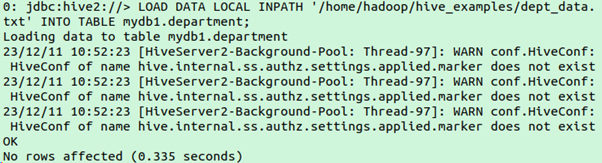 0: jdbc:hive2://> LOAD DATA LOCAL INPATH '/home/hadoop/hive_examples/dept_data.
txt' INTO TABLE mydb1.department;
Loading data to table mydb1.department
23/12/11 10:52:23 [HiveServer2-Background-Pool: Thread-97]: WARN conf.HiveConf:
 HiveConf of name hive.internal.ss.authz.settings.applied.marker does not exist
23/12/11 10:52:23 [HiveServer2-Background-Pool: Thread-97]: WARN conf.HiveConf:
 HiveConf of name hive.internal.ss.authz.settings.applied.marker does not exist
23/12/11 10:52:23 [HiveServer2-Background-Pool: Thread-97]: WARN conf.HiveConf:
 HiveConf of name hive.internal.ss.authz.settings.applied.marker does not exist
OK
No rows affected (0.335 seconds)